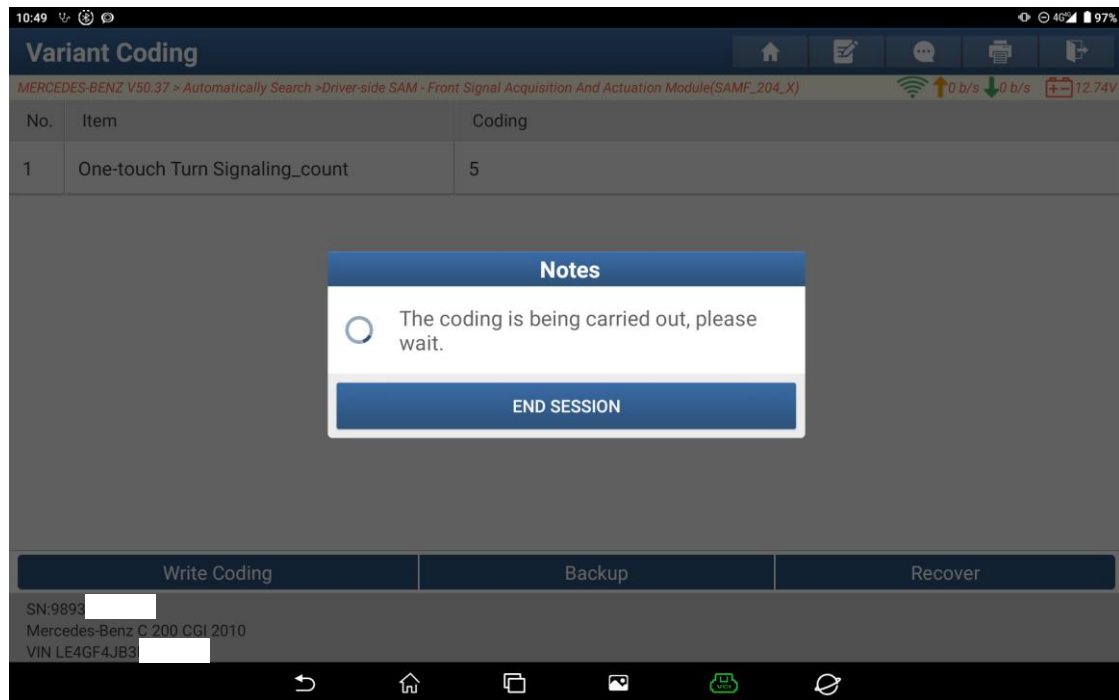 10:49 4G 97%
Variant Coding
MERCEDES-BENZ V50.37 > Automatically Search >Driver-side SAM - Front Signal Acquisition And Actuation Module(SAMF_204_X) 0 b/s 0 b/s 12.74V
No. Item Coding
1 One-touch Turn Signaling_count 5
Notes
The coding is being carried out, please
wait.
END SESSION
Write Coding Backup Recover
SN:9893
Mercedes-Benz C 200 CGI 2010
VIN LE4GF4JB3
VCI